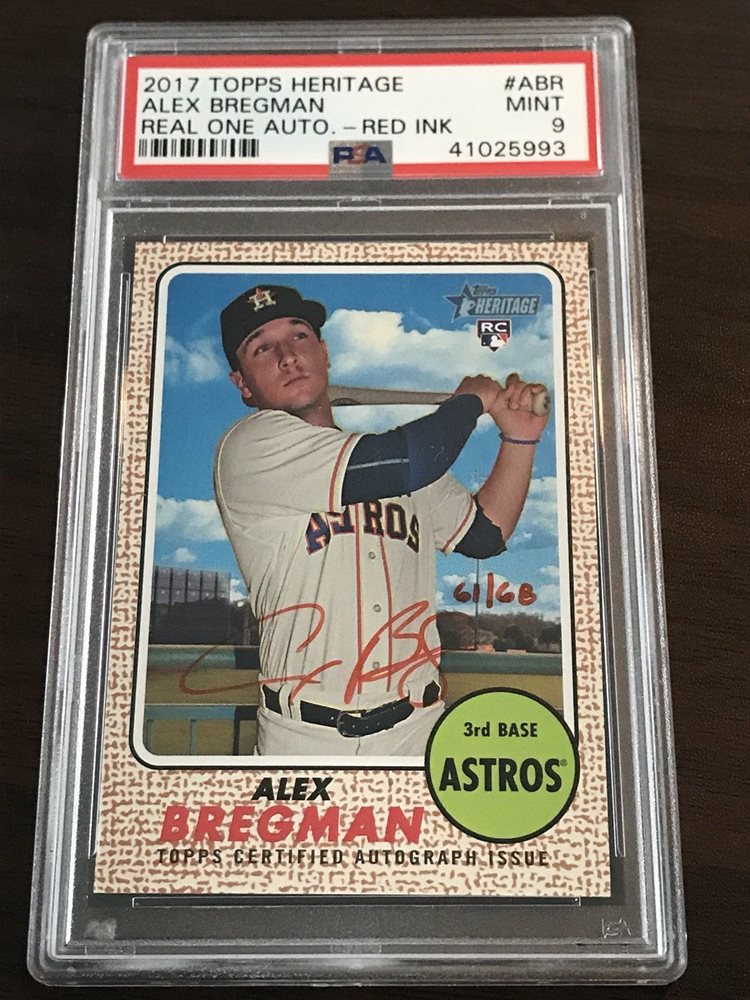 2017 TOPPS HERITAGE #ABR
ALEX BREGMAN MINT
REAL ONE AUTO. - RED INK 9
PSA 41025993
H
Topps
HERITAGE
RC
ASTROS
61/68
3rd BASE
ASTROS®
ALEX
BREGMAN
TOPPS CERTIFIED AUTOGRAPH ISSUE